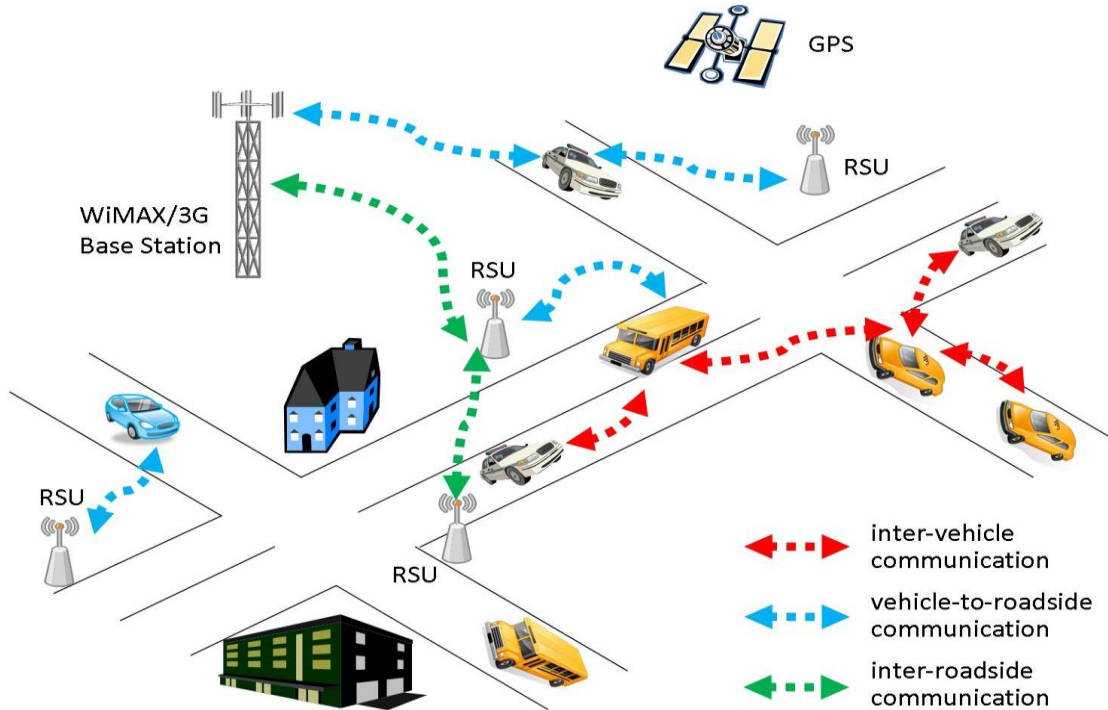 GPS
RSU
WiMAX/3G
Base Station
RSU
RSU
RSU
inter-vehicle
communication
vehicle-to-roadside
communication
inter-roadside
communication